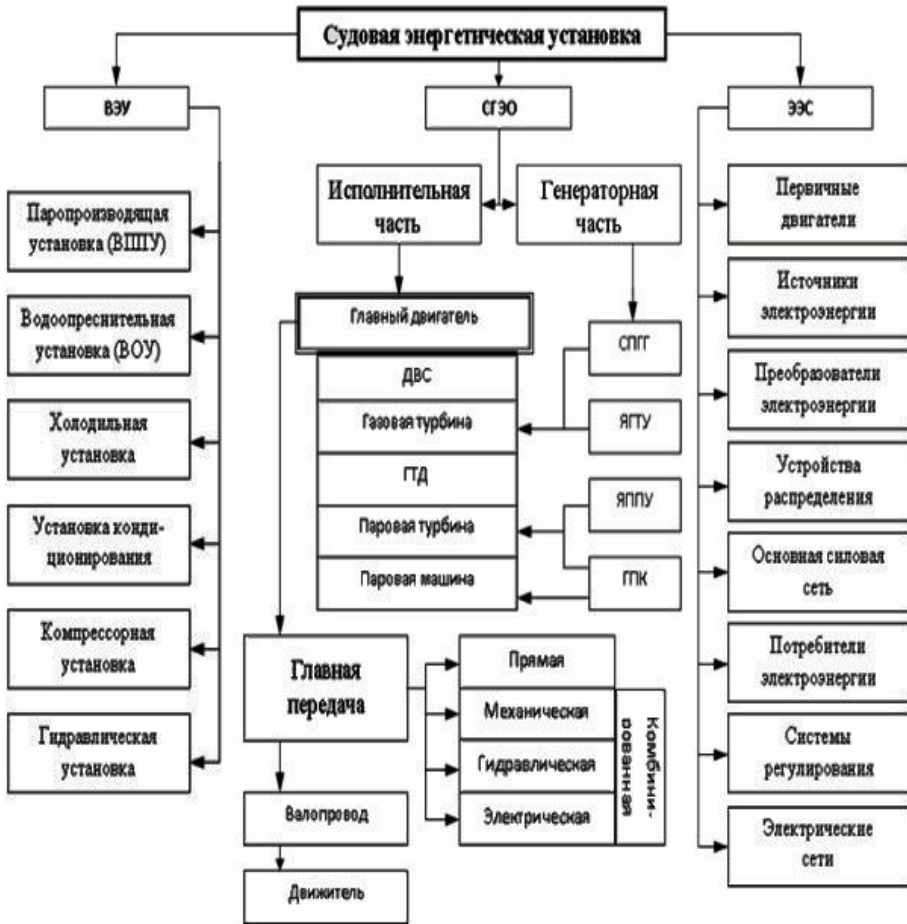 Судовая энергетическая установка
ВЭУ
СГЭО
ЭЭС
Исполнительная
часть
Генераторная
часть
Паропроизводящая
установка (ВППУ)
Водоопреснительная
установка (ВОУ)
Холодильная
установка
Установка конди-
ционирования
Компрессорная
установка
Гидравлическая
установка
Главный двигатель
ДВС
Газовая турбина
ГТД
Паровая турбина
Паровая машина
СПГГ
ЯГТУ
ЯППУ
ГПК
Главная
передача
Валопровод
Движитель
Прямая
Механическая
Гидравлическая
Электрическая
Комбини-
рованная
Первичные
двигатели
Источники
электроэнергии
Преобразователи
электроэнергии
Устройства
распределения
Основная силовая
сеть
Потребители
электроэнергии
Системы
регулирования
Электрические
сети